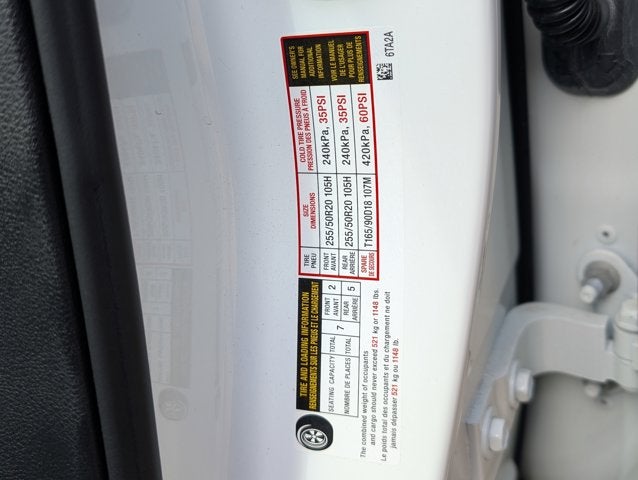 TIRE AND LOADING INFORMATION
RENSEIGNEMENTS SUR LES PNEUS ET LE CHARGEMENT
SEATING CAPACITY TOTAL 7 FRONT AVANT 2 REAR ARRIÈRE 5
NOMBRE DE PLACES TOTAL
The combined weight of occupants
and cargo should never exceed 521 kg or 1148 lbs.
Le poids total des occupants et du chargement ne doit
jamais dépasser 521 kg ou 1148 lb.
TIRE PNEU SIZE DIMENSIONS COLD TIRE PRESSURE PRESSION DES PNEUS À FROID
FRONT AVANT 255/50R20 105H 240kPa, 35PSI
REAR ARRIÈRE 255/50R20 105H 240kPa, 35PSI
SPARE DE SECOURS T165/90D18 107M 420kPa, 60PSI
SEE OWNER'S
MANUAL FOR
ADDITIONAL
INFORMATION
VOIR LE MANUEL
DE L'USAGER
POUR PLUS DE
RENSEIGNEMENTS
6TA2A